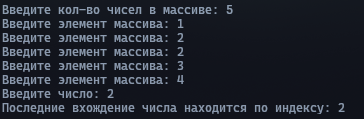 Введите кол-во чисел в массиве: 5
Введите элемент массива: 1
Введите элемент массива: 2
Введите элемент массива: 2
Введите элемент массива: 3
Введите элемент массива: 4
Введите число: 2
Последние вхождение числа находится по индексу: 2